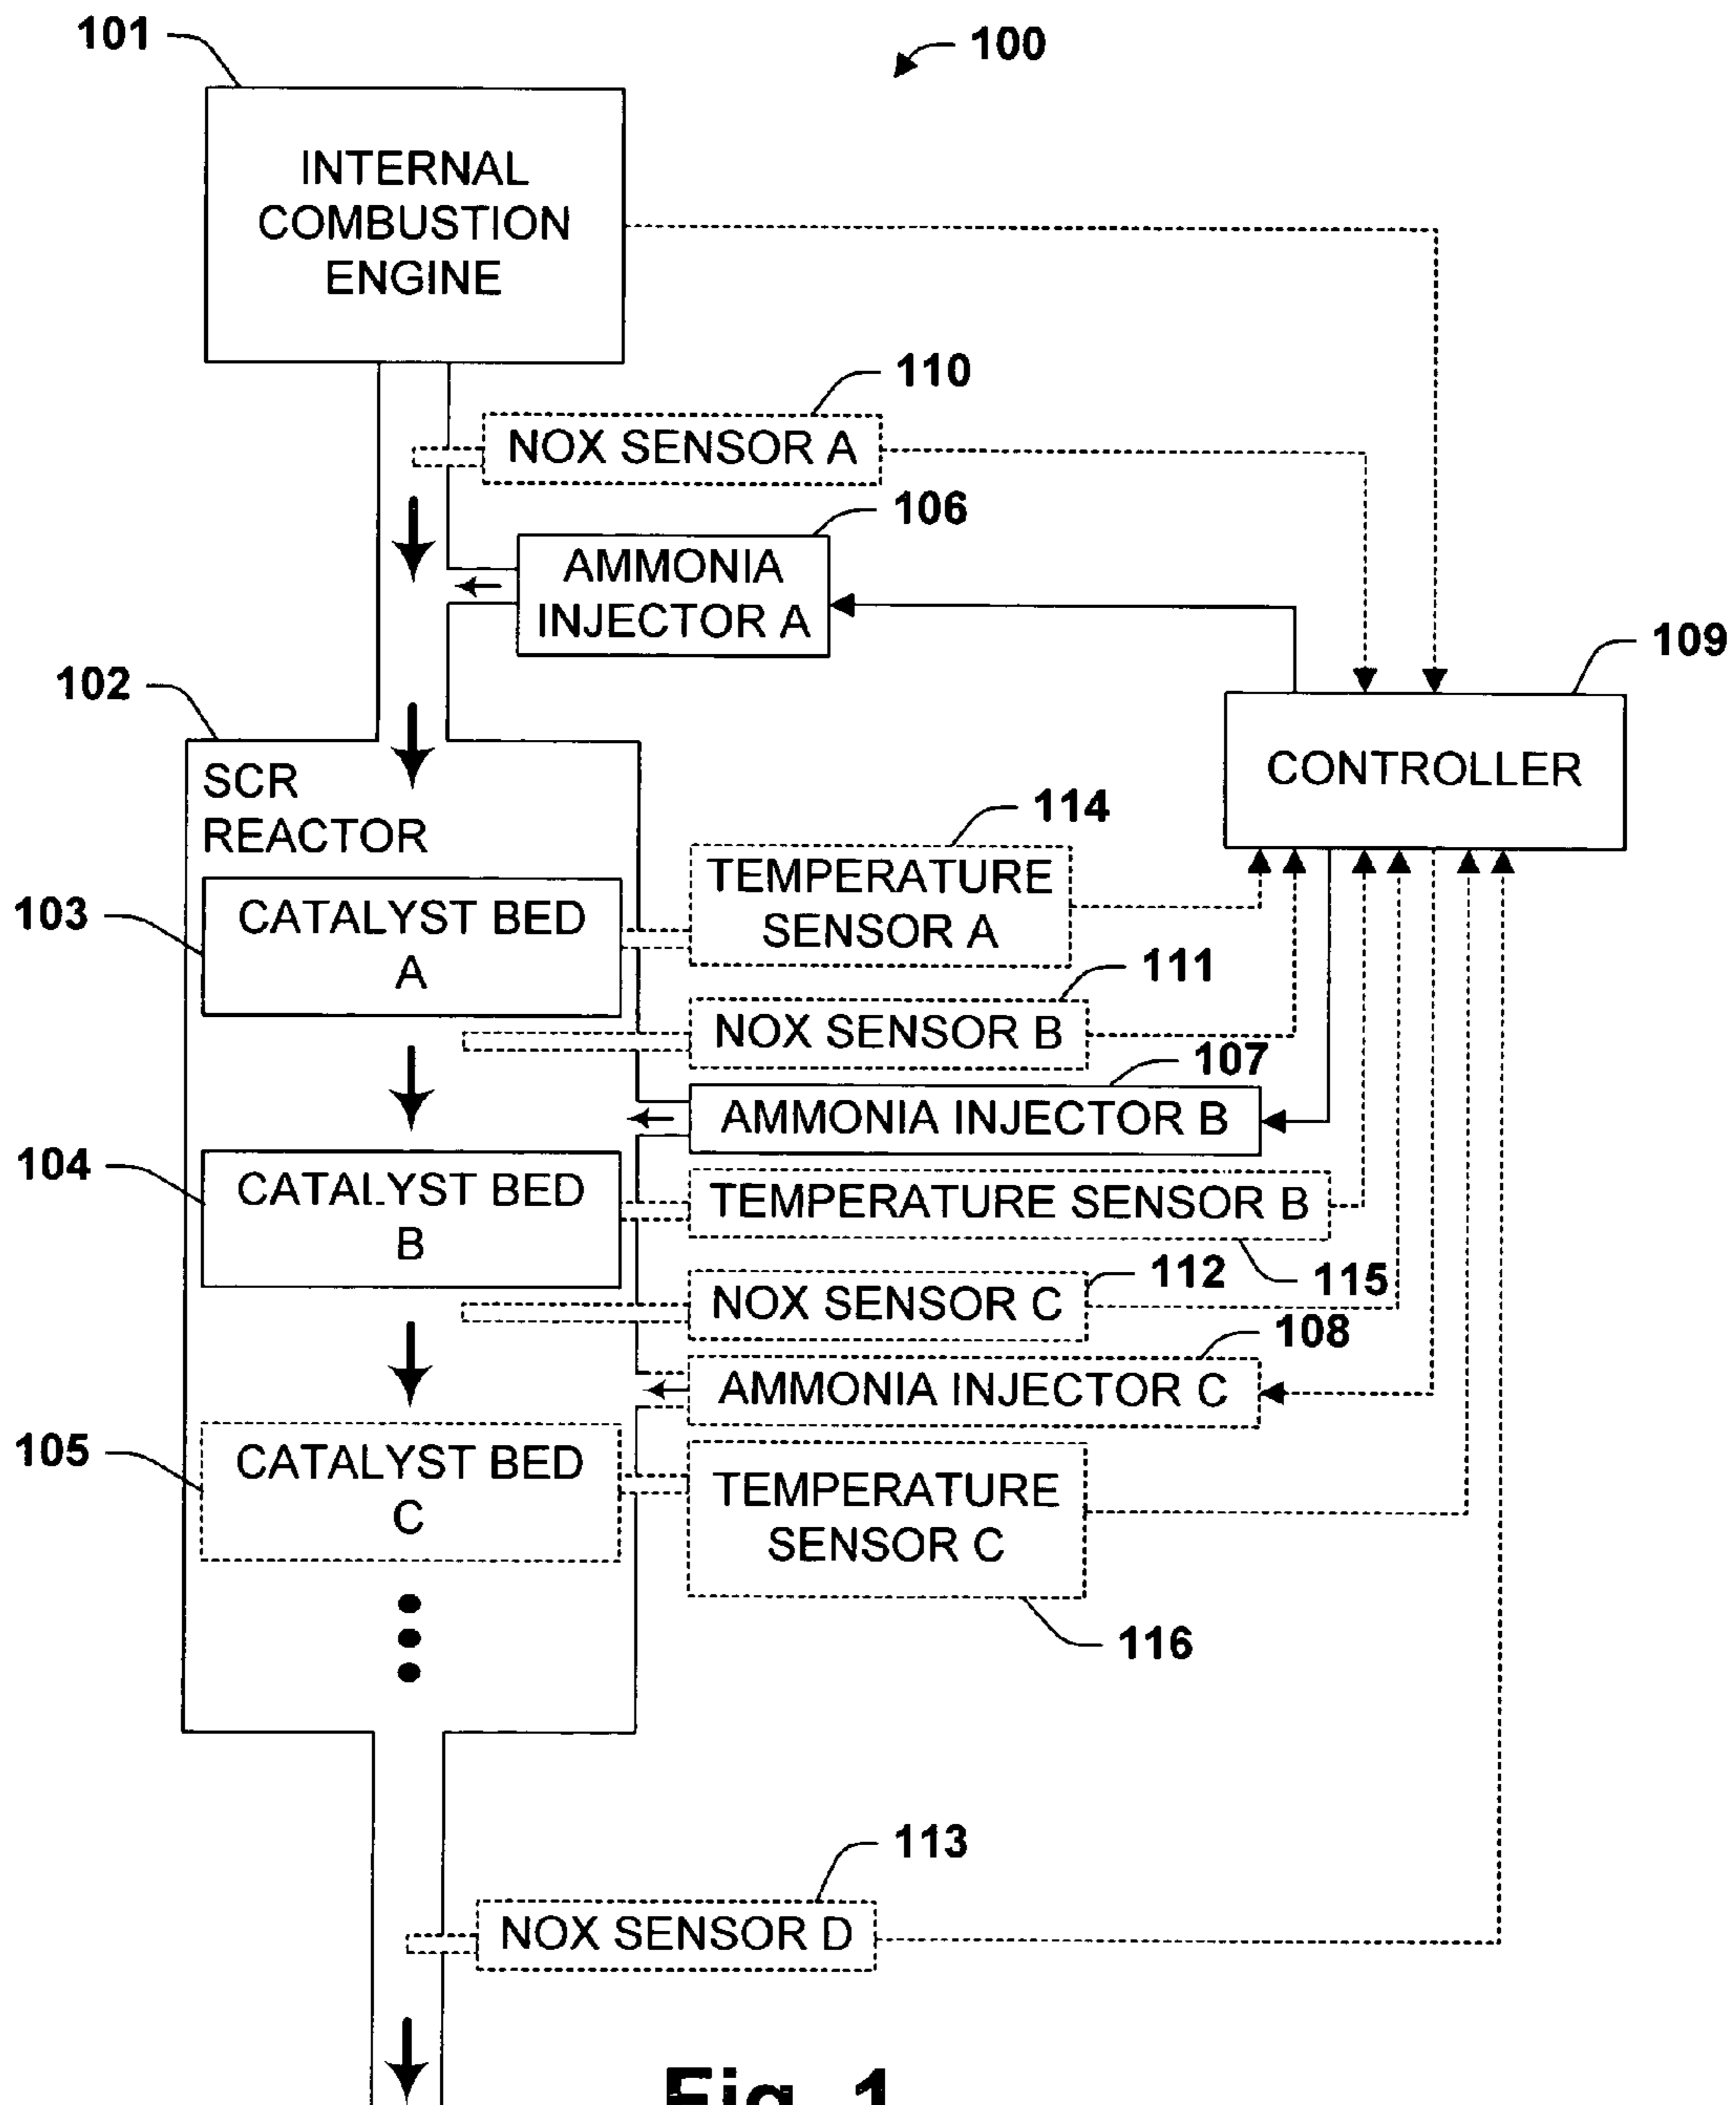 101
100
INTERNAL
COMBUSTION
ENGINE
110
NOX SENSOR A
106
AMMONIA
INJECTOR A
109
102
CONTROLLER
SCR
REACTOR
114
TEMPERATURE
SENSOR A
103
CATALYST BED
A
111
NOX SENSOR B
107
AMMONIA INJECTOR B
104
CATALYST BED
B
TEMPERATURE SENSOR B
115
112
NOX SENSOR C
108
AMMONIA INJECTOR C
105
CATALYST BED
C
TEMPERATURE
SENSOR C
116
113
NOX SENSOR D
Fig. 1